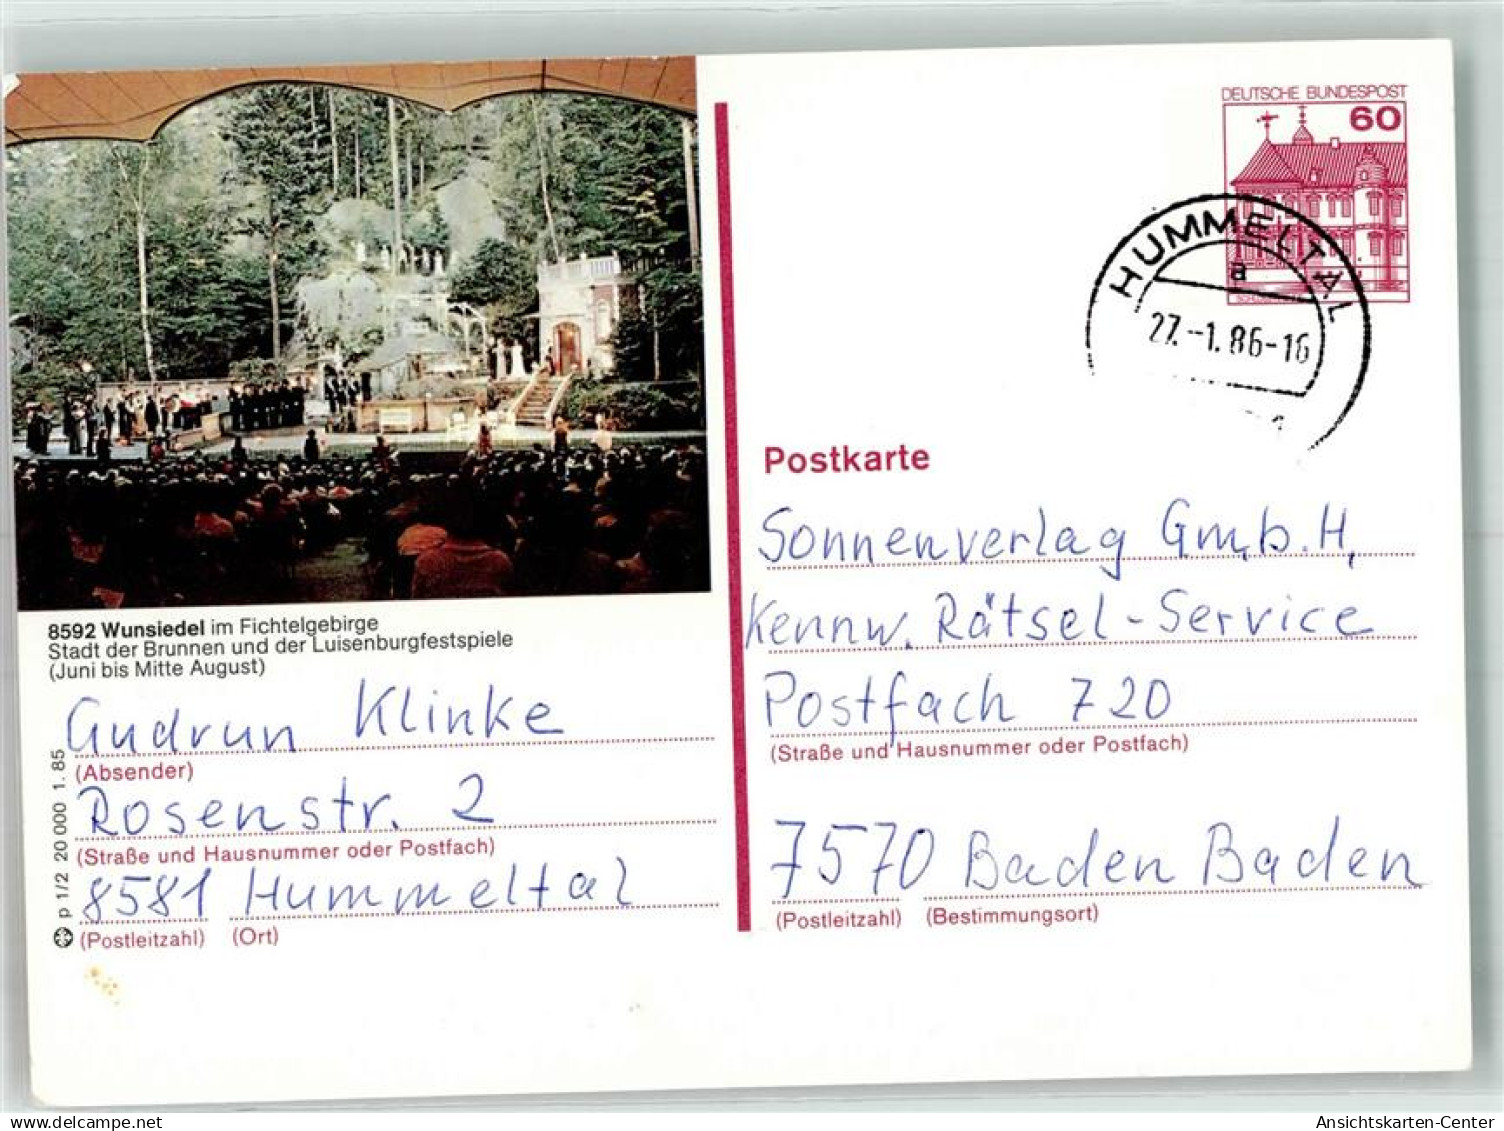 DEUTSCHE BUNDESPOST
60
HUMMELTAL
a
27.-1.86-16
8592 Wunsiedel im Fichtelgebirge
Stadt der Brunnen und der Luisenburgfestspiele
(Juni bis Mitte August)
Gudrun Klinke
(Absender)
Rosenstr. 2
(Straße und Hausnummer oder Postfach)
8581 Hummeltal
(Postleitzahl) (Ort)
p 1/2 20 000 1. 85
Postkarte
Sonnenverlag Gm.b.H,
Kennw. Rätsel-Service
Postfach 720
(Straße und Hausnummer oder Postfach)
7570 Baden Baden
(Postleitzahl) (Bestimmungsort)
delcampe.net
Ansichtskarten-Center